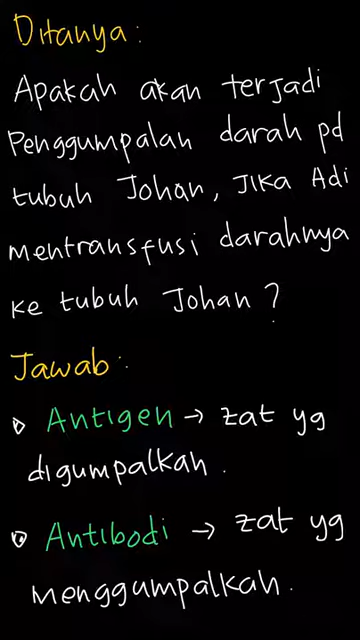 Ditanya :
Apakah akan terjadi
Penggumpalan darah pd
tubuh Johan, Jika Adi
mentransfusi darahnya
ke tubuh Johan ?
Jawab :
Antigen → zat yg
digumpalkan.
Antibodi → zat yg
menggumpalkan.